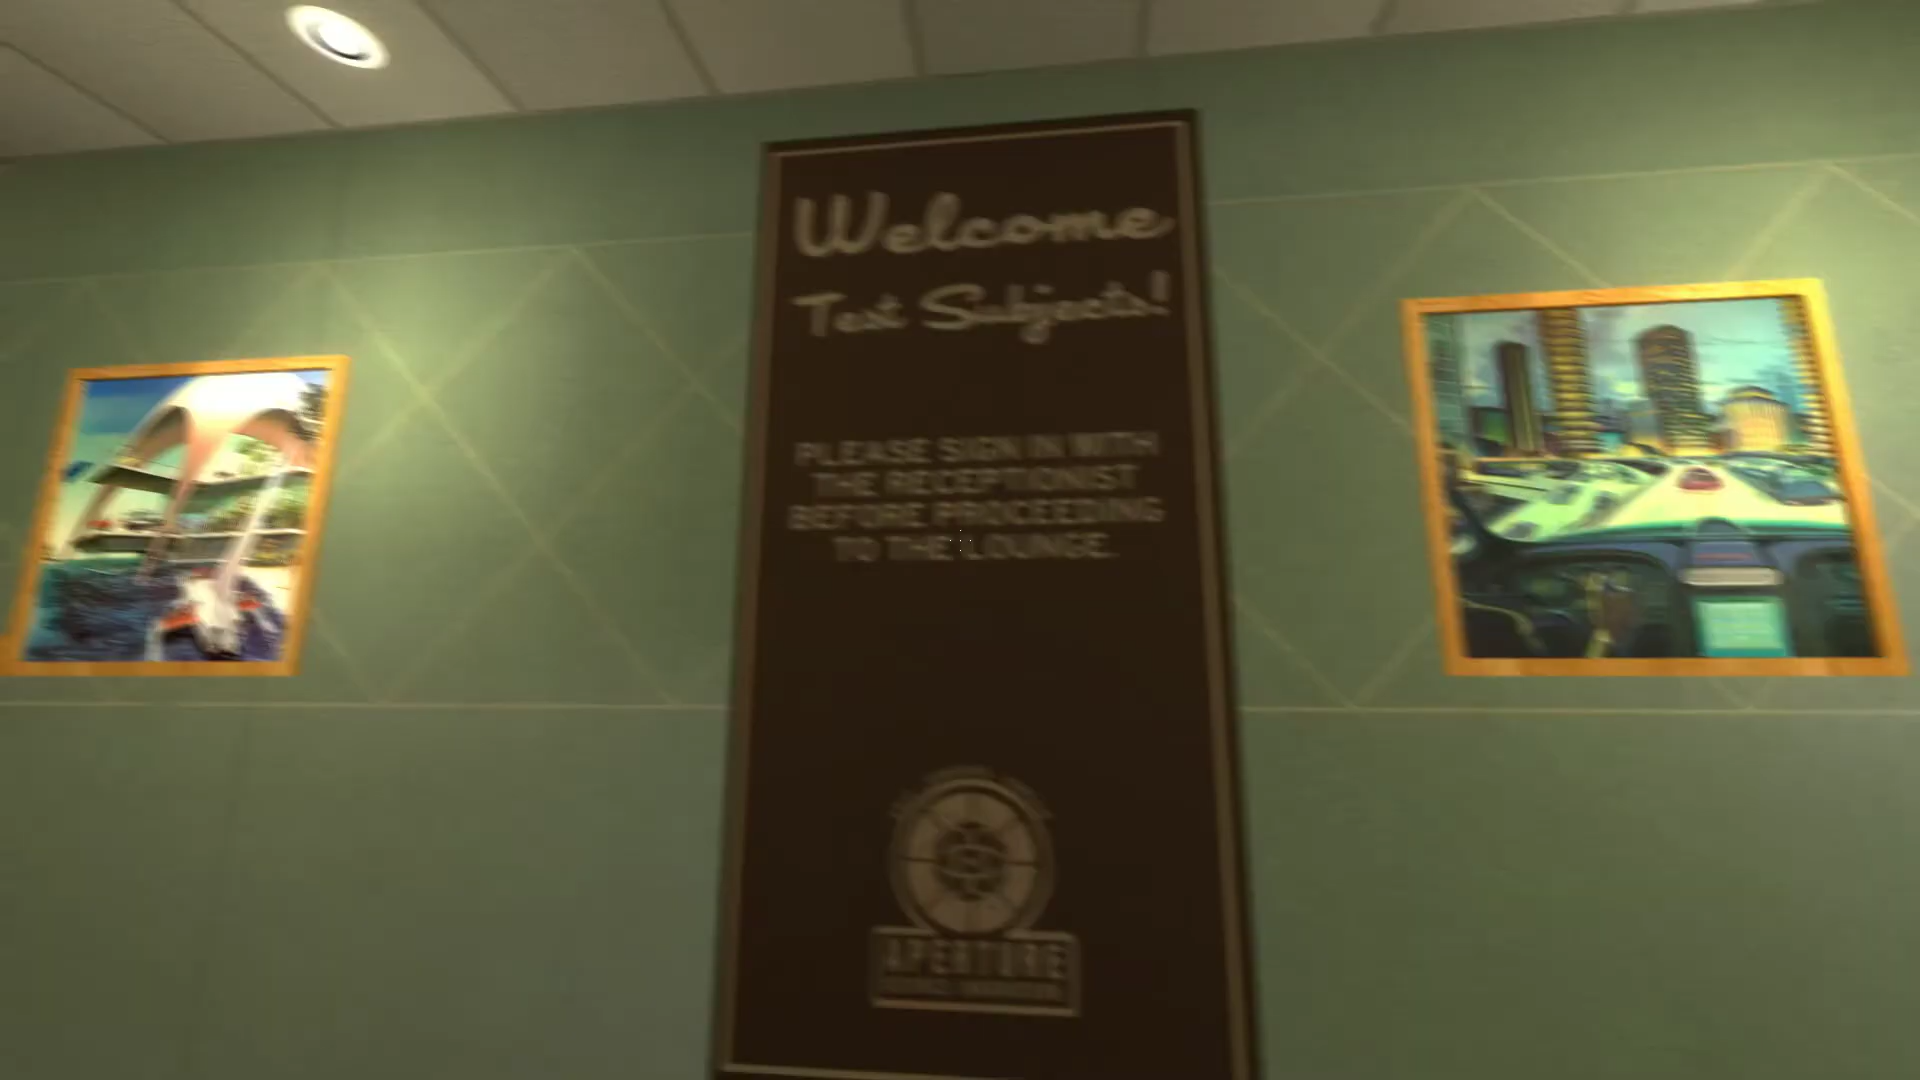 Welcome
Test Subjects!
PLEASE SIGN IN WITH
THE RECEPTIONIST
BEFORE PROCEEDING
TO THE LOUNGE.
APERTURE